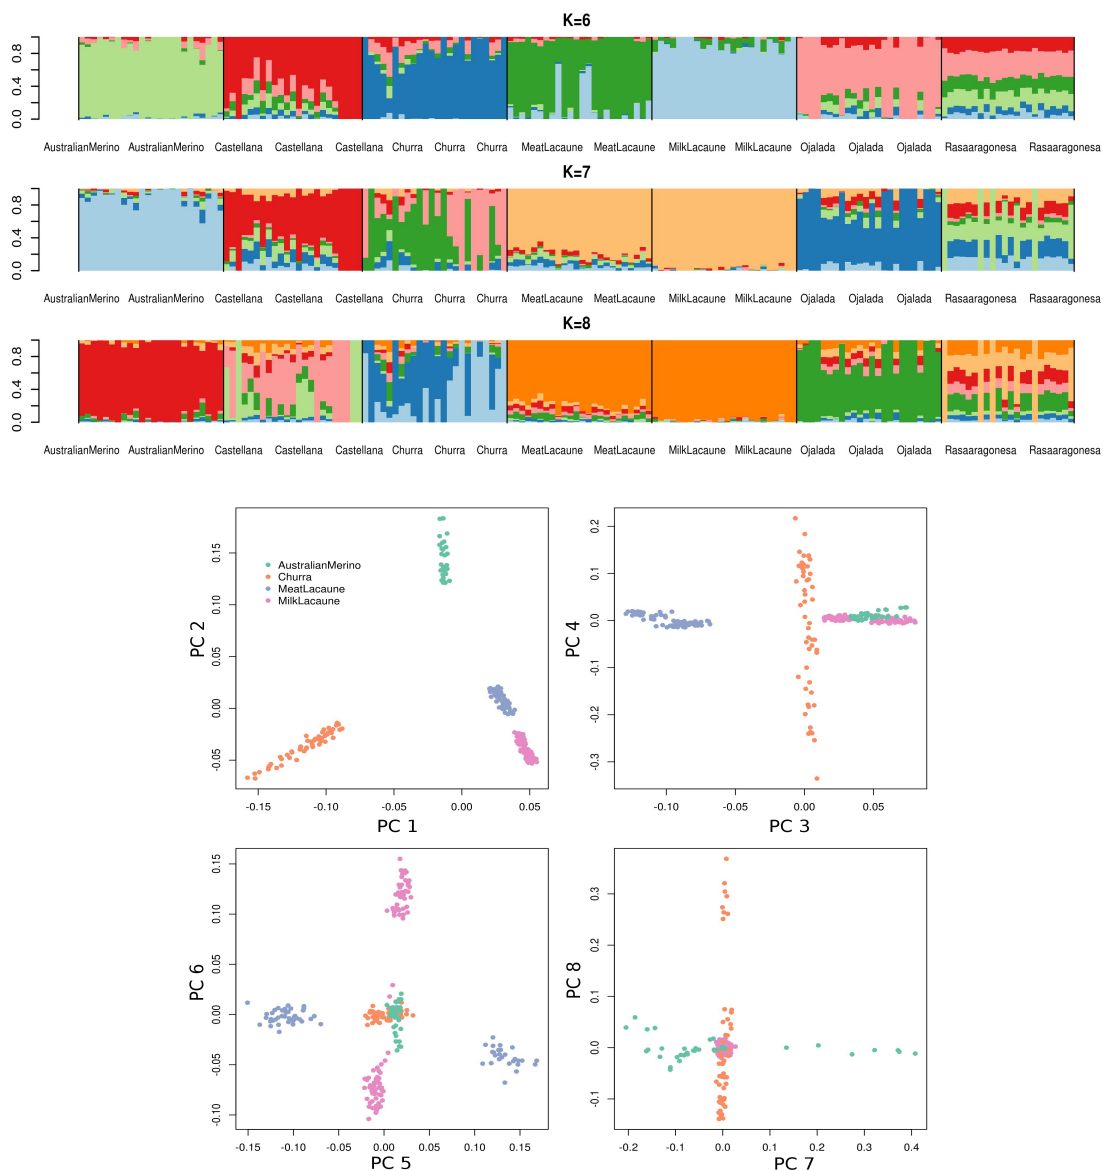 K=6
0.0 0.4 0.8
AustralianMerino AustralianMerino Castellana Castellana Castellana Churra Churra Churra MeatLacaune MeatLacaune MilkLacaune MilkLacaune Ojalada Ojalada Ojalada Rasaaragonesa Rasaaragonesa
K=7
0.0 0.4 0.8
AustralianMerino AustralianMerino Castellana Castellana Castellana Churra Churra Churra MeatLacaune MeatLacaune MilkLacaune MilkLacaune Ojalada Ojalada Ojalada Rasaaragonesa Rasaaragonesa
K=8
0.0 0.4 0.8
AustralianMerino AustralianMerino Castellana Castellana Castellana Churra Churra Churra MeatLacaune MeatLacaune MilkLacaune MilkLacaune Ojalada Ojalada Ojalada Rasaaragonesa Rasaaragonesa
PC 2
-0.05 0.00 0.05 0.10 0.15
AustralianMerino
Churra
MeatLacaune
MilkLacaune
-0.15 -0.10 -0.05 0.00 0.05
PC 1
PC 4
-0.3 -0.2 -0.1 0.0 0.1 0.2
-0.10 -0.05 0.00 0.05
PC 3
PC 6
-0.10 -0.05 0.00 0.05 0.10 0.15
-0.15 -0.10 -0.05 0.00 0.05 0.10 0.15
PC 5
PC 8
-0.1 0.0 0.1 0.2 0.3
-0.2 -0.1 0.0 0.1 0.2 0.3 0.4
PC 7